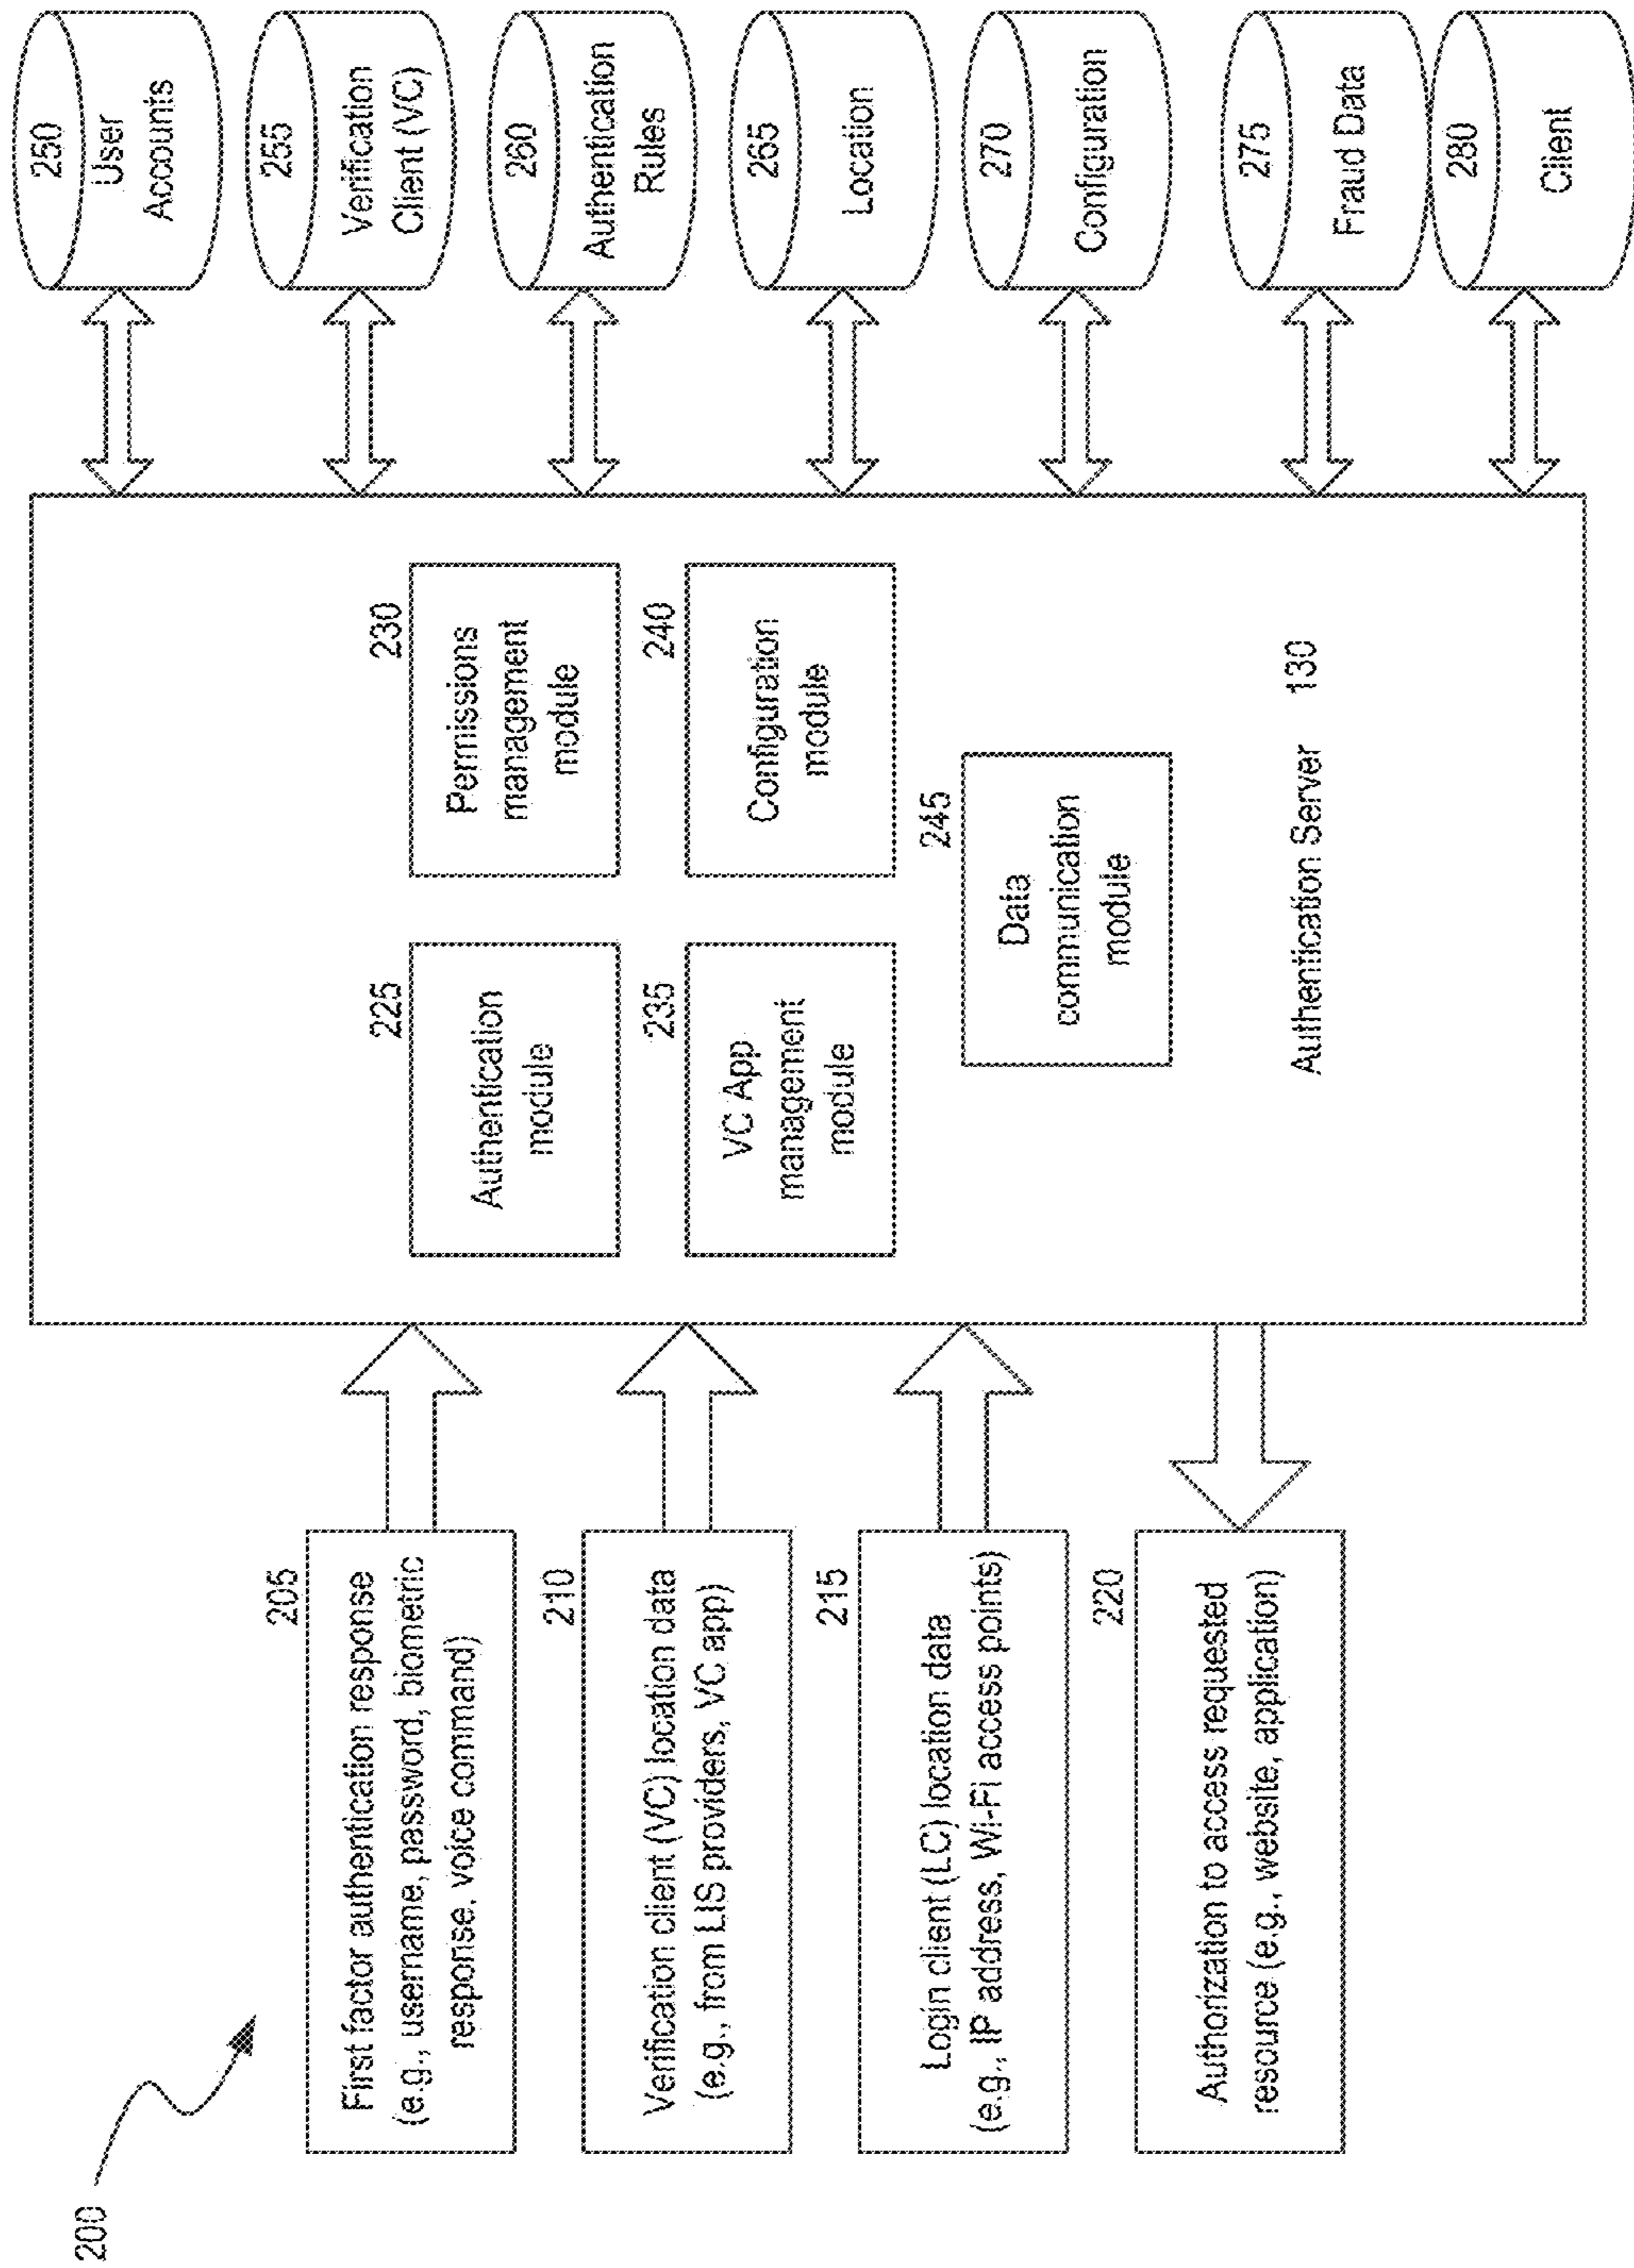 200
205
First factor authentication response
(e.g., username, password, biometric
response, voice command)
210
Verification client (VC) location data
(e.g., from LIS providers, VC app)
215
Login client (LC) location data
(e.g., IP address, Wi-Fi access points)
220
Authorization to access requested
resource (e.g., website, application)
225
Authentication
module
230
Permissions
management
module
235
VC App
management
module
240
Configuration
module
245
Data
communication
module
Authentication Server 130
250
User
Accounts
255
Verification
Client (VC)
260
Authentication
Rules
265
Location
270
Configuration
275
Fraud Data
280
Client